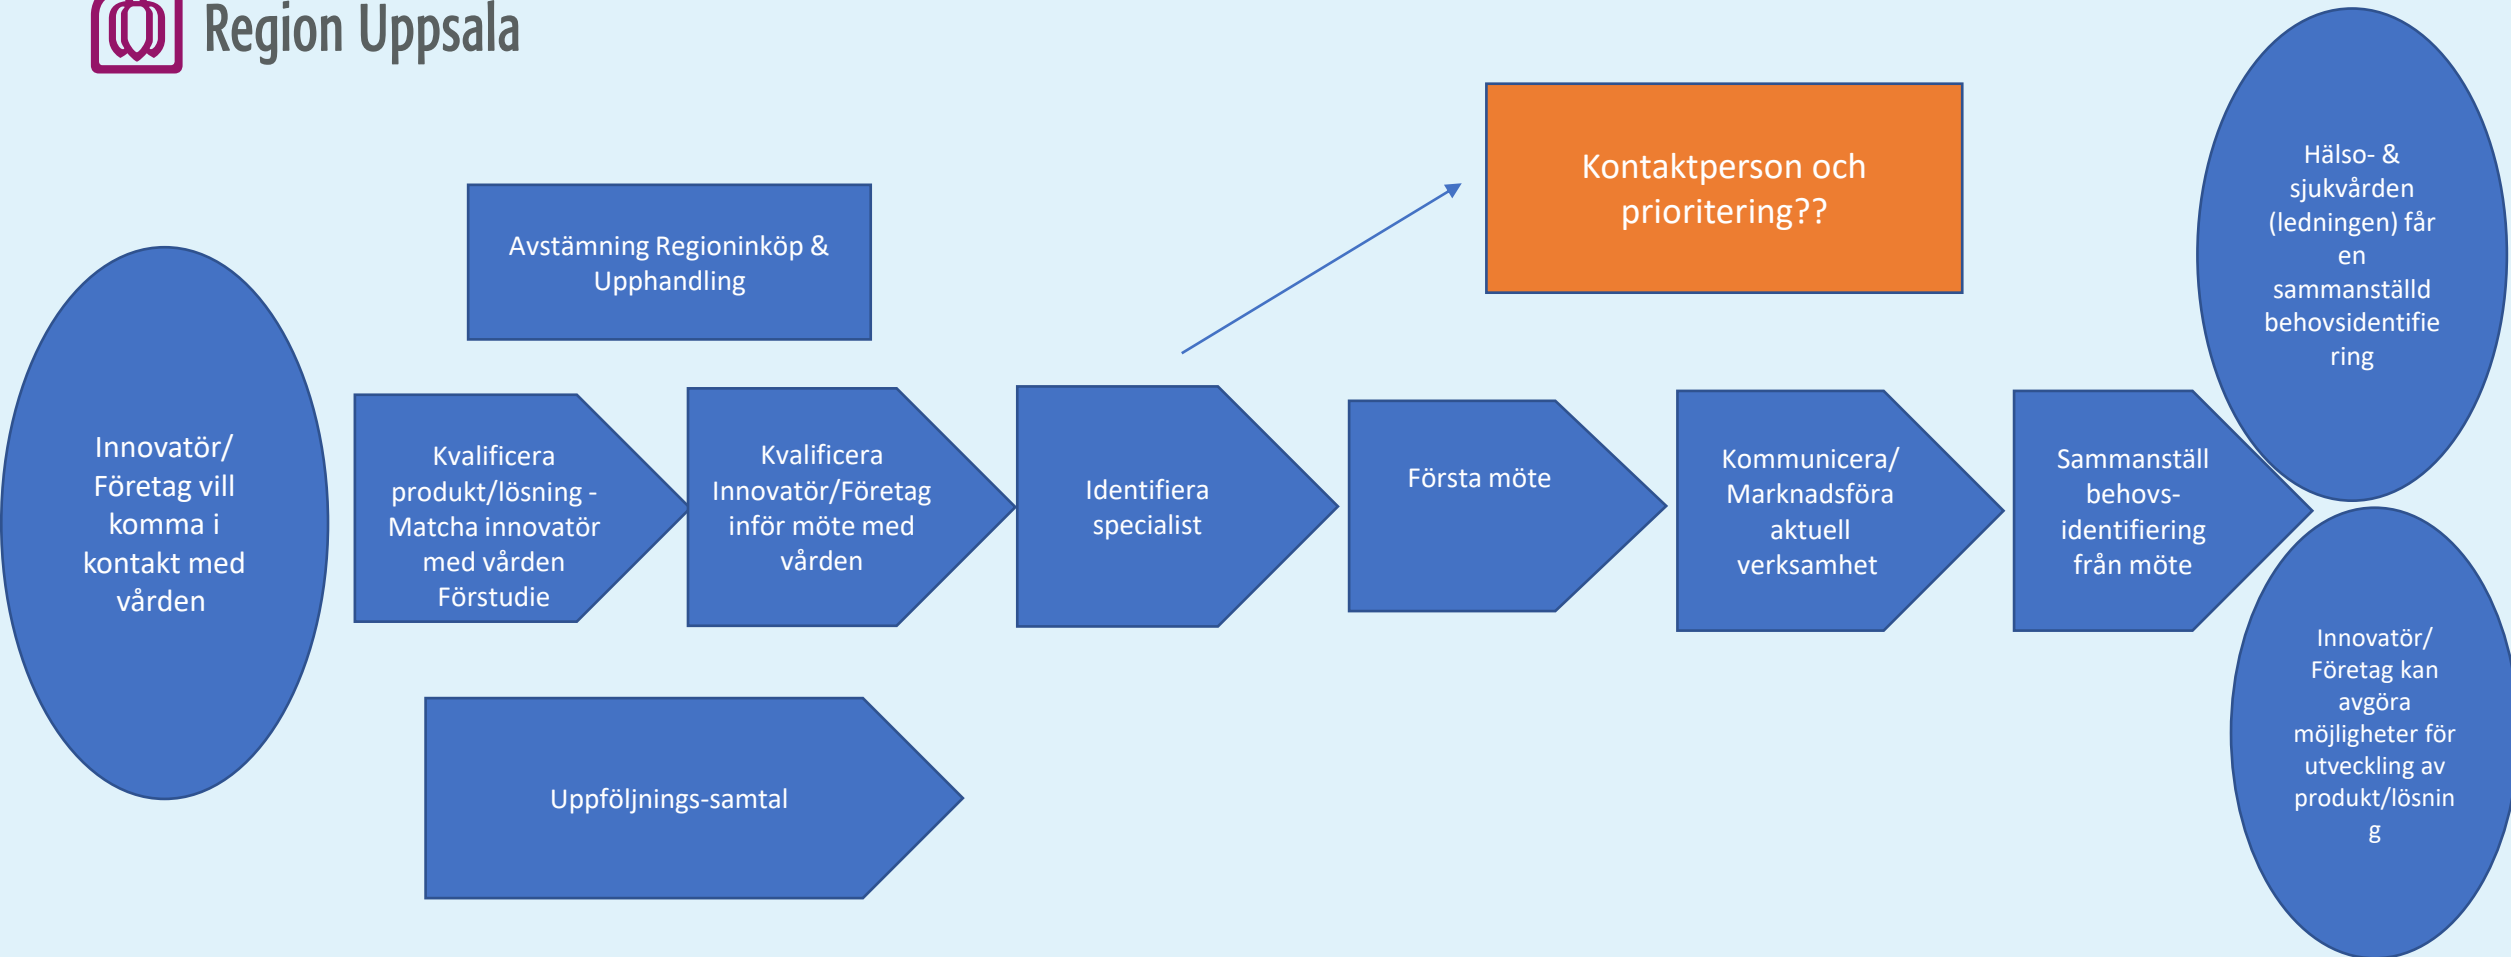 Region Uppsala
Kontaktperson och
prioritering??
Hälso- &
sjukvården
(ledningen) får
en
sammanställd
behovsidentifie
ring
Avstämning Regioninköp &
Upphandling
Innovatör/
Företag vill
komma i
kontakt med
vården
Kvalificera
produkt/lösning -
Matcha innovatör
med vården
Förstudie
Kvalificera
Innovatör/Företag
inför möte med
vården
Identifiera
specialist
Första möte
Kommunicera/
Marknadsföra
aktuell
verksamhet
Sammanställ
behovs-
identifiering
från möte
Innovatör/
Företag kan
avgöra
möjligheter för
utveckling av
produkt/lösnin
g
Uppföljnings-samtal